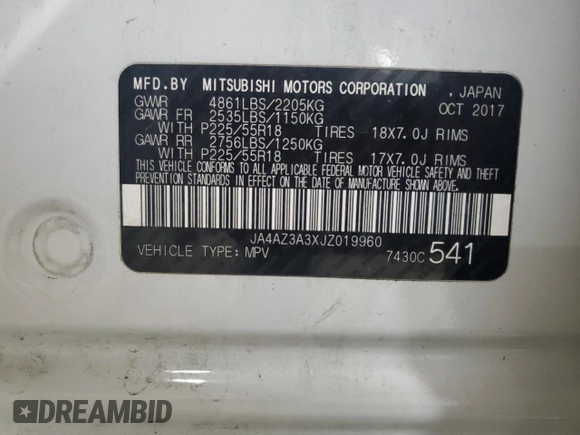 MFD.BY MITSUBISHI MOTORS CORPORATION , JAPAN
GVWR 4861LBS/2205KG OCT 2017
GAWR FR 2535LBS/1150KG
WITH P225/55R18 TIRES 18X7.0J RIMS
GAWR RR 2756LBS/1250KG
WITH P225/55R18 TIRES 17X7.0J RIMS
THIS VEHICLE CONFORMS TO ALL APPLICABLE FEDERAL MOTOR VEHICLE SAFETY AND THEFT
PREVENTION STANDARDS IN EFFECT ON THE DATE OF MANUFACTURE SHOWN ABOVE.
JA4AZ3A3XJZ019960
VEHICLE TYPE: MPV 7430C 541
DREAMBID